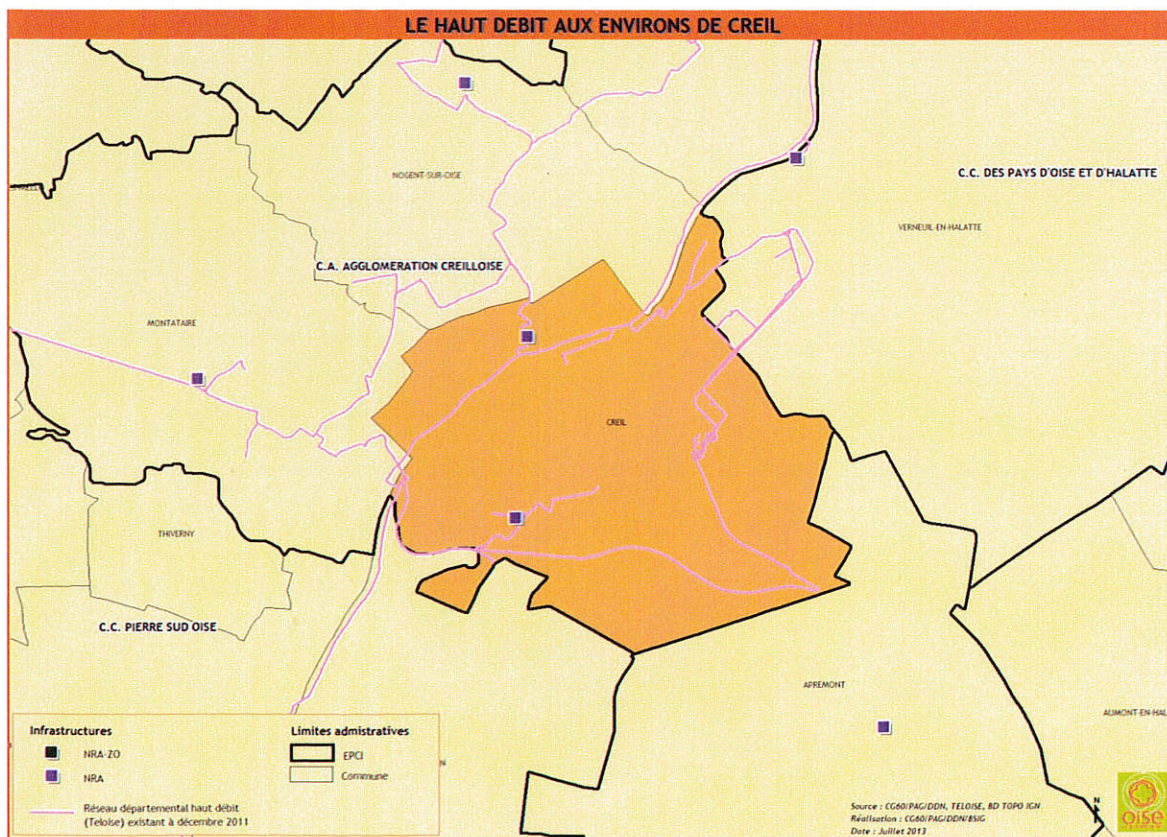 LE HAUT DEBIT AUX ENVIRONS DE CREIL
NOGENT-SUR-OISE
C.C. DES PAYS D'OISE ET D'HALATTE
VERNEUIL-EN-HALATTE
C.A. AGGLOMERATION CREILLOISE
MONTATAIRE
CREIL
THIVERNY
C.C. PIERRE SUD OISE
APREMONT
AUMONT-EN-HAL
Infrastructures
NRA-ZO
NRA
Réseau départemental haut débit
(Teloise) existant à décembre 2011
Limites admistratives
EPCI
Commune
N
N
Source : CG60/PAG/DDN, TELOISE, BD TOPO IGN
Réalisation : CG60/PAG/DDN/BSIG
Date : Juillet 2013
OiSE